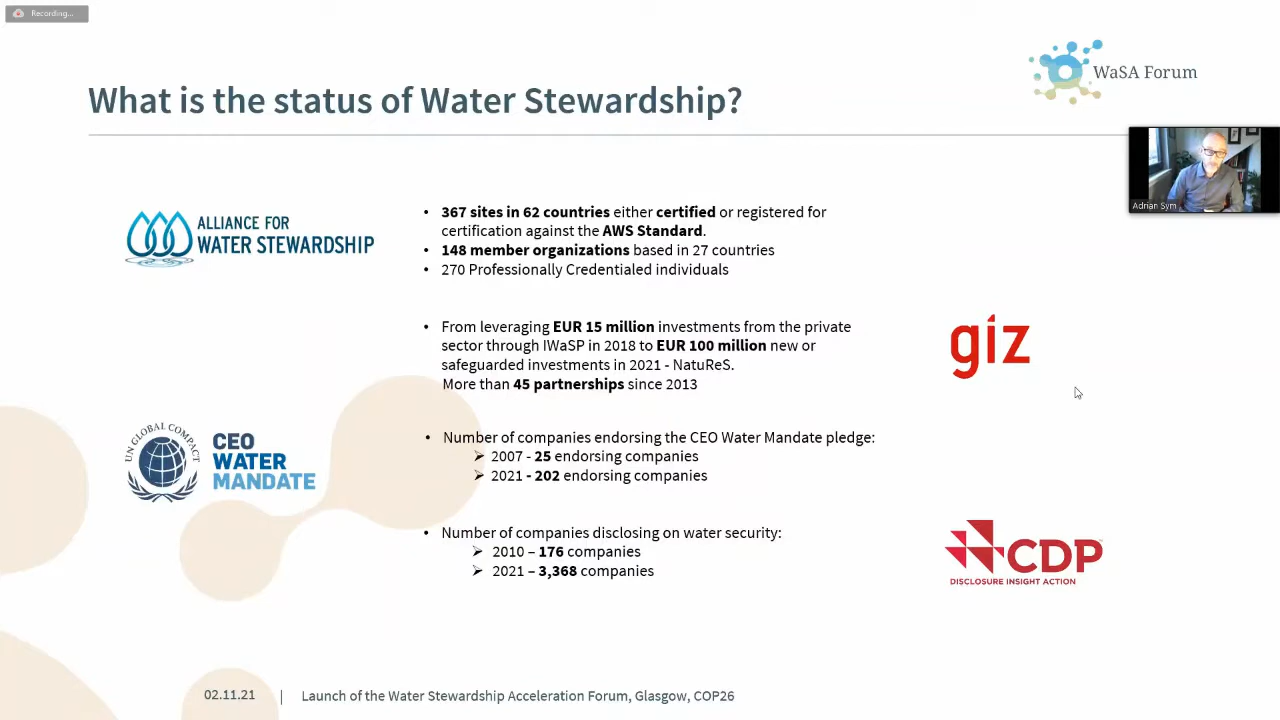 Recording...
WaSA Forum
What is the status of Water Stewardship?
Adrian Sym
ALLIANCE FOR
WATER STEWARDSHIP
• 367 sites in 62 countries either certified or registered for
certification against the AWS Standard.
• 148 member organizations based in 27 countries
• 270 Professionally Credentialed individuals
• From leveraging EUR 15 million investments from the private
sector through IWaSP in 2018 to EUR 100 million new or
safeguarded investments in 2021 - NatuReS.
More than 45 partnerships since 2013
giz
UN GLOBAL COMPACT
CEO
WATER
MANDATE
• Number of companies endorsing the CEO Water Mandate pledge:
➢ 2007 - 25 endorsing companies
➢ 2021 - 202 endorsing companies
• Number of companies disclosing on water security:
➢ 2010 – 176 companies
➢ 2021 – 3,368 companies
CDP
DISCLOSURE INSIGHT ACTION
02.11.21 | Launch of the Water Stewardship Acceleration Forum, Glasgow, COP26